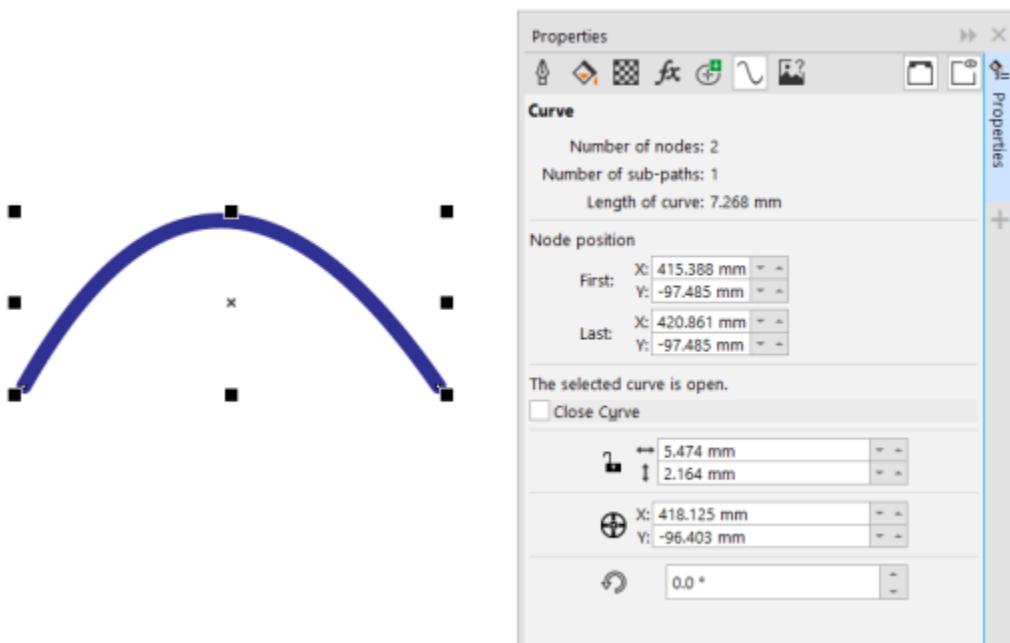 Properties
fx
Properties
Curve
Number of nodes: 2
Number of sub-paths: 1
Length of curve: 7.268 mm
Node position
First:
X: 415.388 mm
Y: -97.485 mm
Last:
X: 420.861 mm
Y: -97.485 mm
The selected curve is open.
Close Curve
5.474 mm
2.164 mm
X: 418.125 mm
Y: -96.403 mm
0.0 °